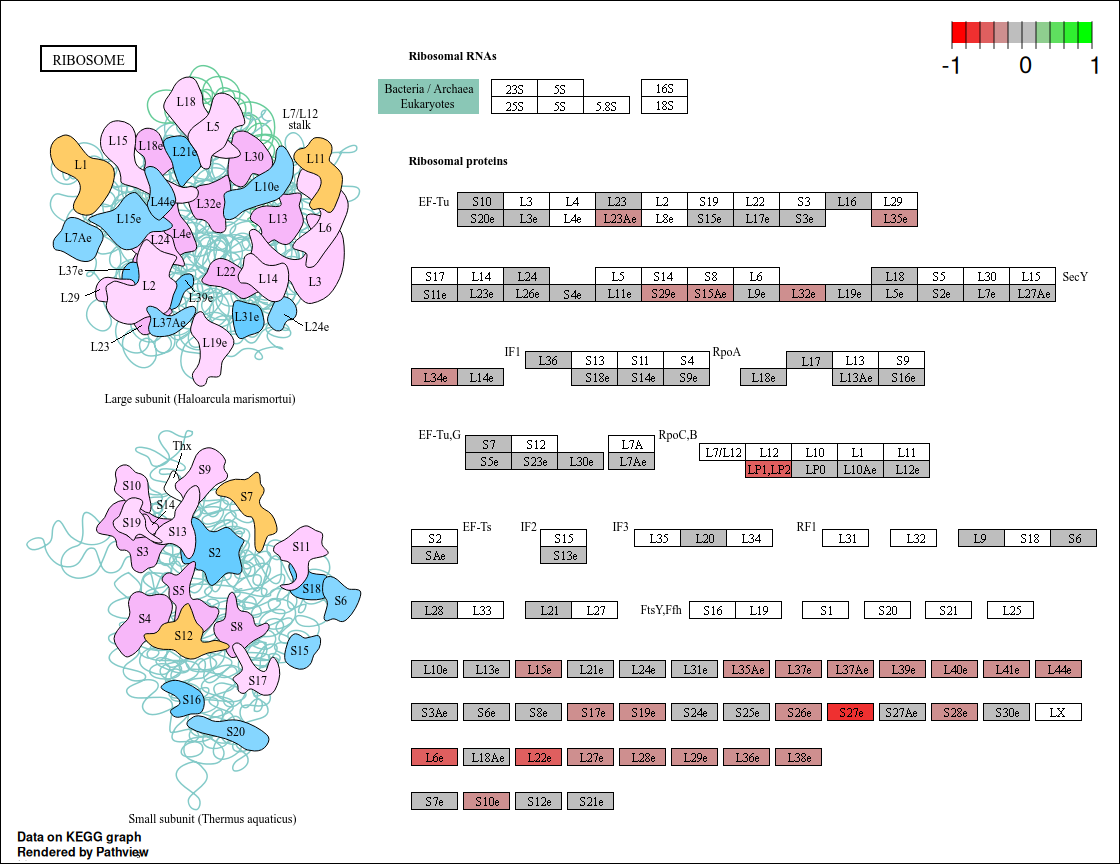 RIBOSOME
-1 0 1
L18
L5
L7/L12
stalk
L15
L18e
L21e
L30
L11
L1
L10e
L44e
L32e
L15e
L13
L6
L7Ae
L24
L4e
L37e
L22
L14
L3
L2
L29
L39e
L37Ae
L31e
L24e
L23
L19e
Large subunit (Haloarcula marismortui)
Thx
S9
S10
S7
S14
S19
S13
S3
S2
S11
S5
S18
S6
S4
S12
S8
S15
S17
S16
S20
Small subunit (Thermus aquaticus)
Data on KEGG graph
Rendered by Pathview
Ribosomal RNAs
Bacteria / Archaea 23S 5S 16S
Eukaryotes 25S 5S 5.8S 18S
Ribosomal proteins
EF-Tu S10 L3 L4 L23 L2 S19 L22 S3 L16 L29
S20e L3e L4e L23Ae L8e S15e L17e S3e L35e
S17 L14 L24 L5 S14 S8 L6 L18 S5 L30 L15 SecY
S11e L23e L26e S4e L11e S29e S15Ae L9e L32e L19e L5e S2e L7e L27Ae
IF1 L36 S13 S11 S4 RpoA L17 L13 S9
L34e L14e S18e S14e S9e L18e L13Ae S16e
EF-Tu,G S7 S12 L7A RpoC,B L7/L12 L12 L10 L1 L11
S5e S23e L30e L7Ae LP1,LP2 LP0 L10Ae L12e
S2 EF-Ts IF2 S15 IF3 L35 L20 L34 RF1 L31 L32 L9 S18 S6
SAe S13e
L28 L33 L21 L27 FtsY,Ffh S16 L19 S1 S20 S21 L25
L10e L13e L15e L21e L24e L31e L35Ae L37e L37Ae L39e L40e L41e L44e
S3Ae S6e S8e S17e S19e S24e S25e S26e S27e S27Ae S28e S30e LX
L6e L18Ae L22e L27e L28e L29e L36e L38e
S7e S10e S12e S21e